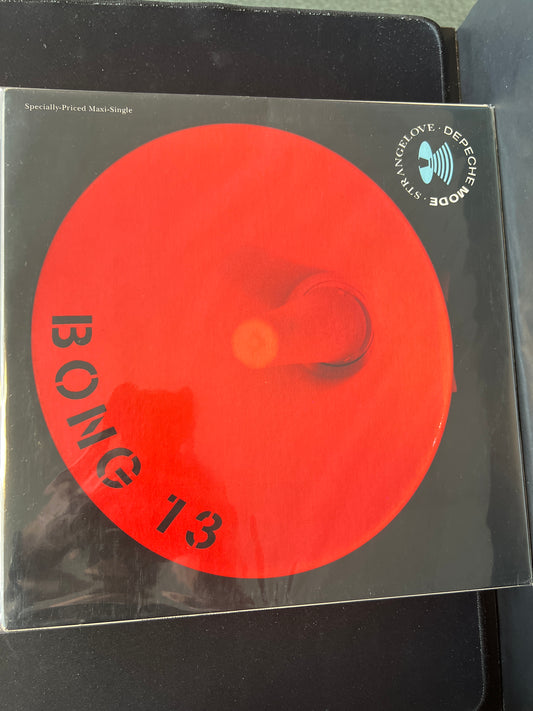 Specially-Priced Maxi-Single
STRANGELOVE · DEPECHE MODE ·
BONG 13